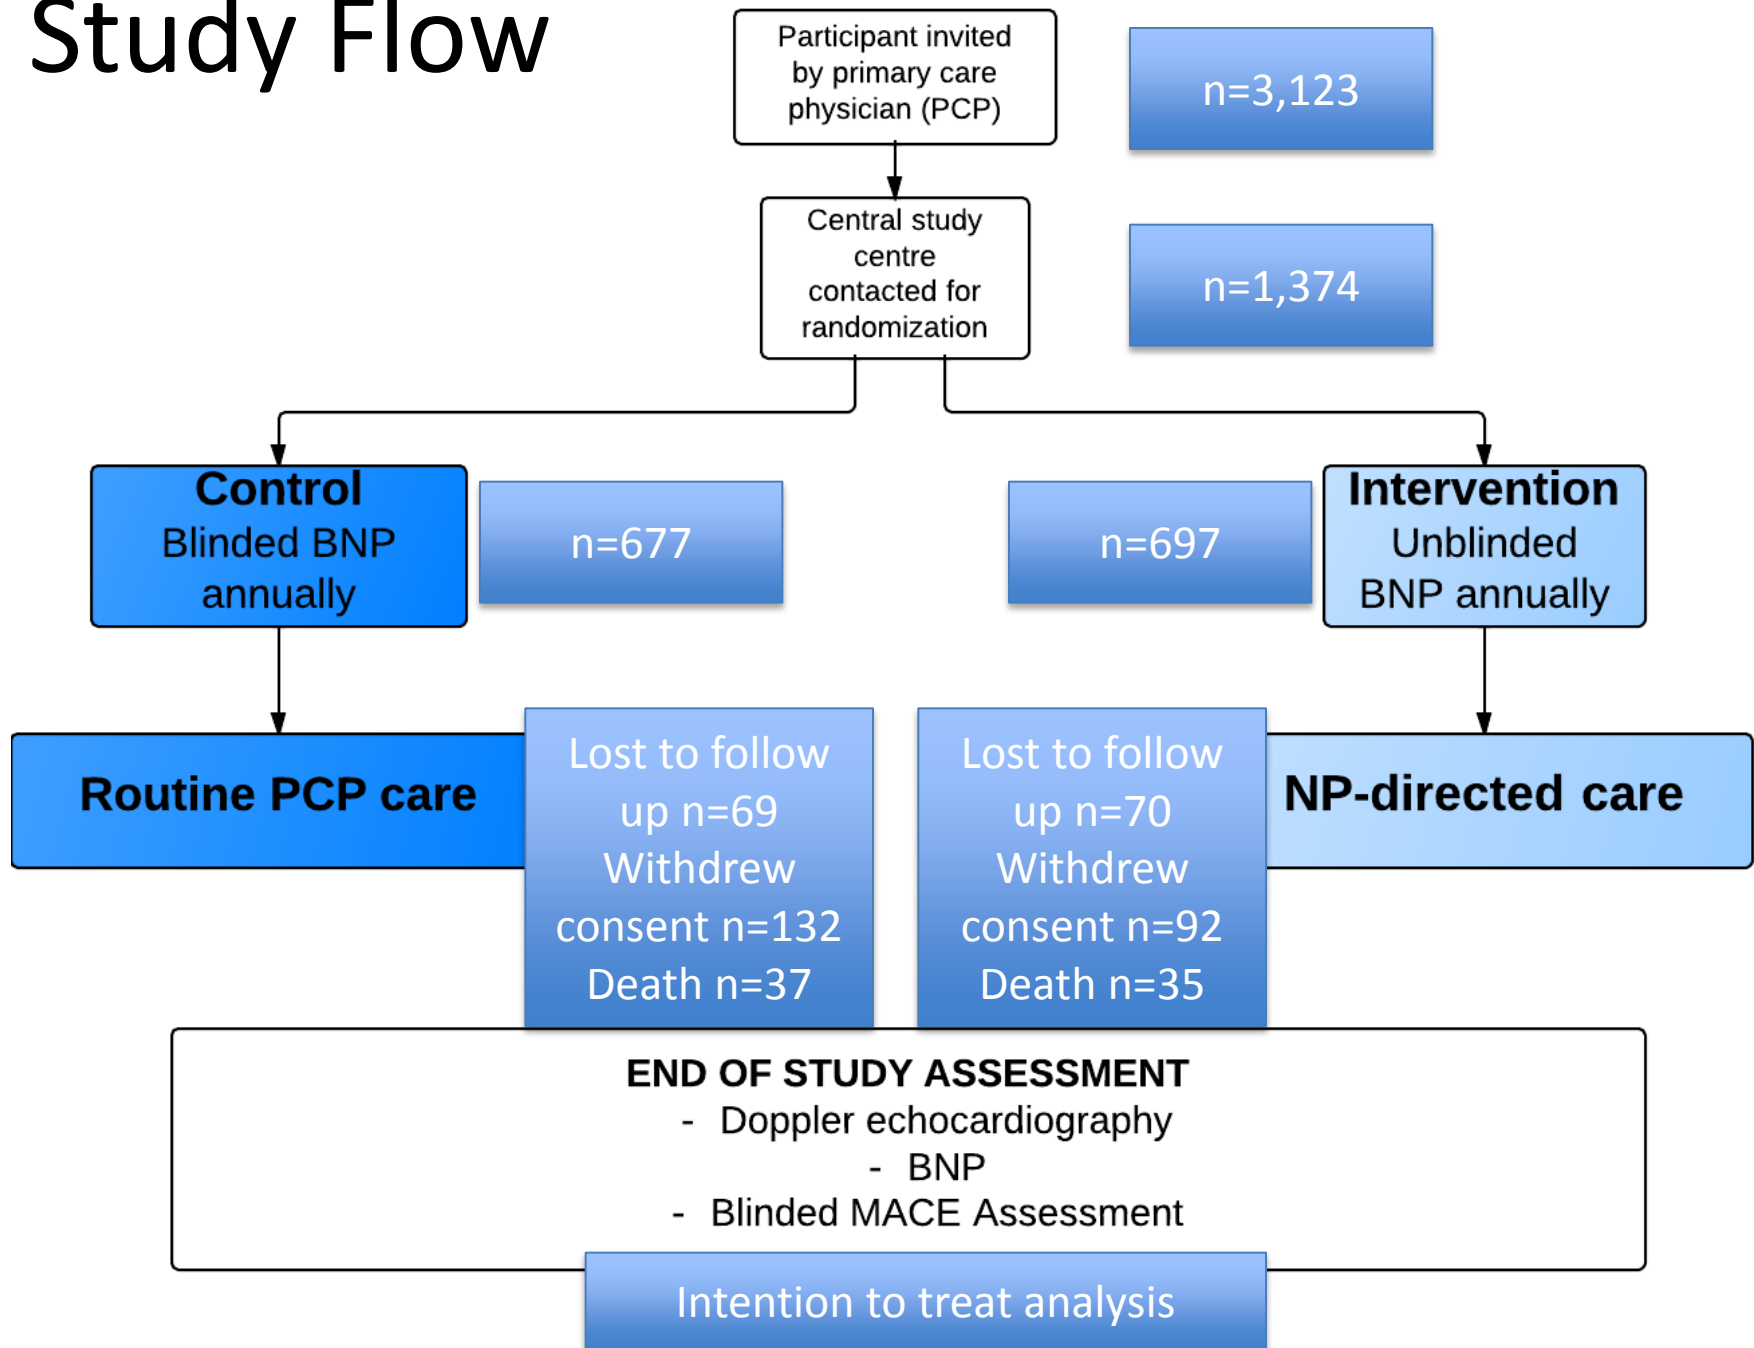 Study Flow
Participant invited
by primary care
physician (PCP)
n=3,123
Central study
centre
contacted for
randomization
n=1,374
Control
Blinded BNP
annually
n=677
n=697
Intervention
Unblinded
BNP annually
Routine PCP care
Lost to follow
up n=69
Withdrew
consent n=132
Death n=37
Lost to follow
up n=70
Withdrew
consent n=92
Death n=35
NP-directed care
END OF STUDY ASSESSMENT
- Doppler echocardiography
- BNP
- Blinded MACE Assessment
Intention to treat analysis